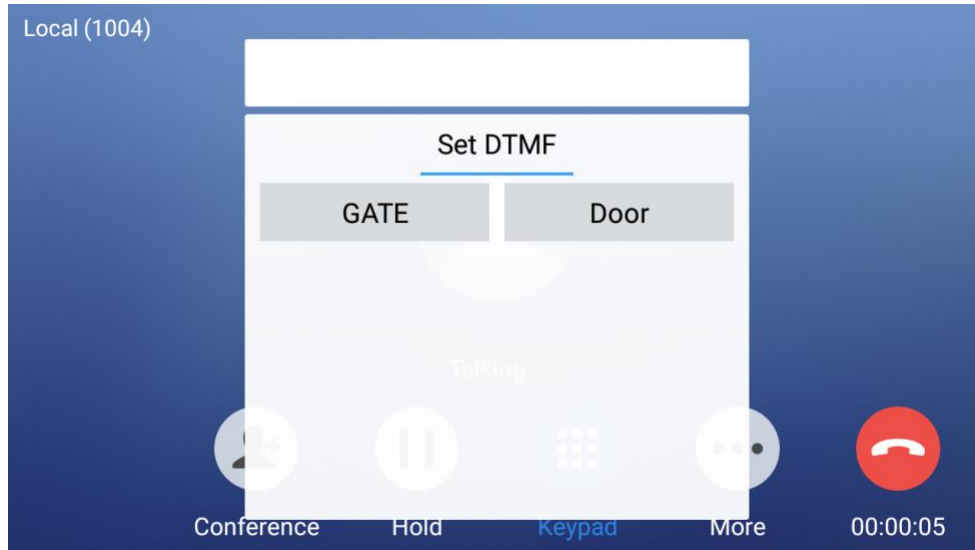 Local (1004)
Set DTMF
GATE Door
Talking...
Conference Hold Keypad More 00:00:05